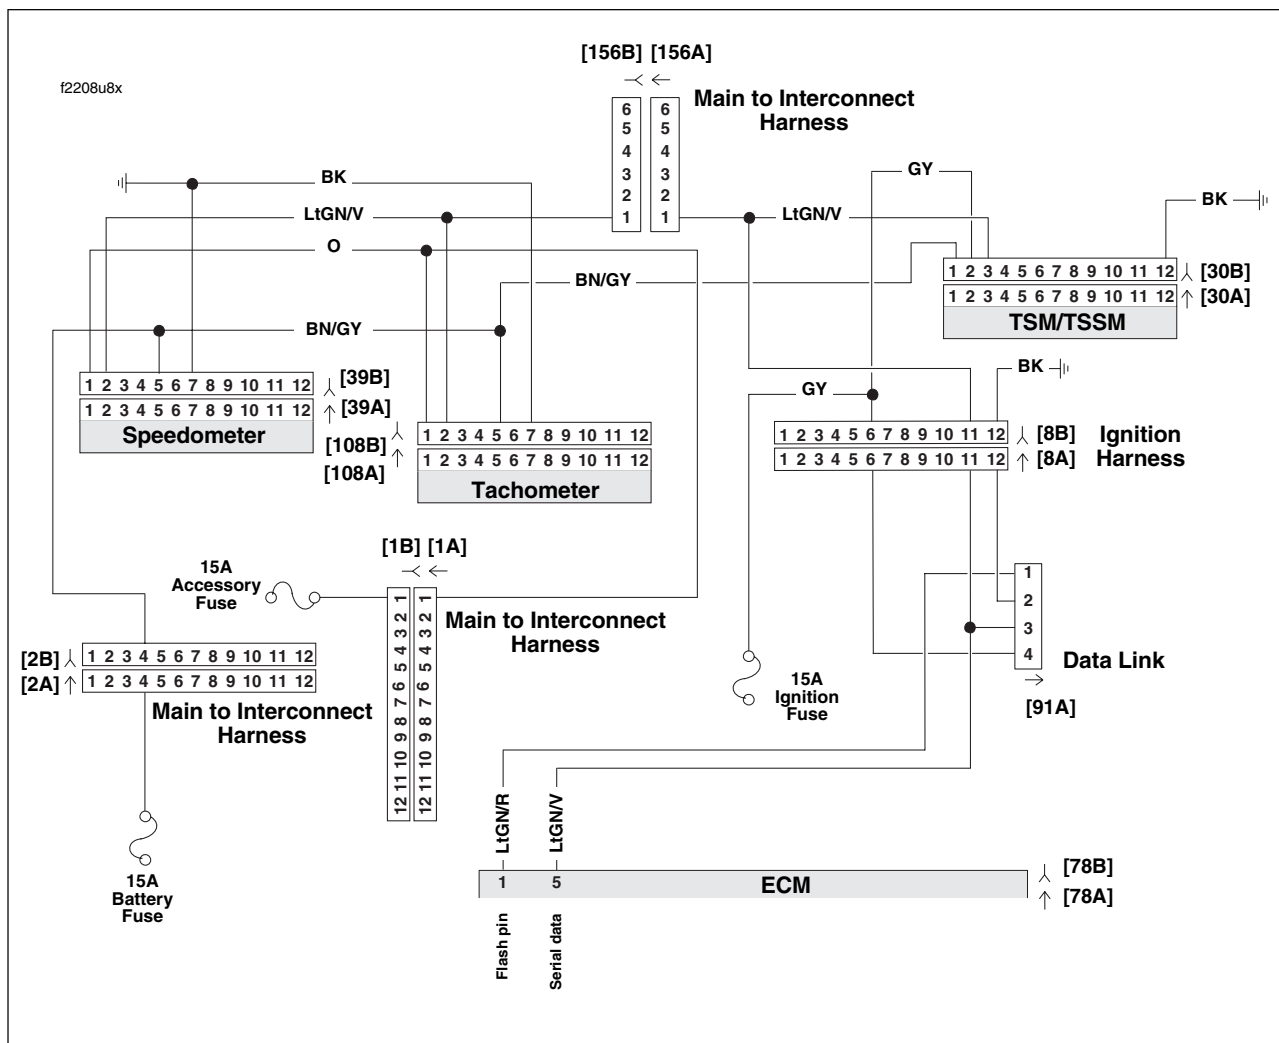 f2208u8x
[156B] [156A]
Main to Interconnect
Harness
6 6
5 5
4 4
3 3
2 2
1 1
BK
LtGN/V
O
LtGN/V
GY
BK
BN/GY
BN/GY
1 2 3 4 5 6 7 8 9 10 11 12 [30B]
1 2 3 4 5 6 7 8 9 10 11 12 [30A]
TSM/TSSM
1 2 3 4 5 6 7 8 9 10 11 12 [39B]
1 2 3 4 5 6 7 8 9 10 11 12 [39A]
Speedometer
[108B] 1 2 3 4 5 6 7 8 9 10 11 12
[108A] 1 2 3 4 5 6 7 8 9 10 11 12
Tachometer
GY
BK
1 2 3 4 5 6 7 8 9 10 11 12 [8B]
1 2 3 4 5 6 7 8 9 10 11 12 [8A]
Ignition
Harness
15A
Accessory
Fuse
[1B] [1A]
1 2 3 4 5 6 7 8 9 10 11 12
1 2 3 4 5 6 7 8 9 10 11 12
Main to Interconnect
Harness
[2B] 1 2 3 4 5 6 7 8 9 10 11 12
[2A] 1 2 3 4 5 6 7 8 9 10 11 12
Main to Interconnect
Harness
15A
Battery
Fuse
15A
Ignition
Fuse
1
2
3
4
Data Link
[91A]
LtGN/R
LtGN/V
1 5 ECM
[78B]
[78A]
Flash pin
Serial data